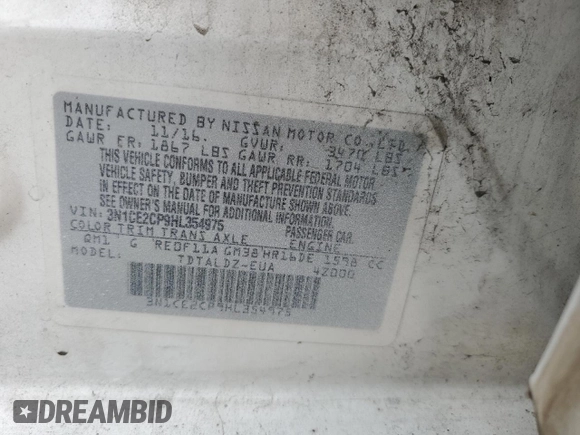 MANUFACTURED BY NISSAN MOTOR CO., LTD.
DATE: 11/16. GVWR: 3470 LBS
GAWR FR: 1867 LBS GAWR RR: 1704 LBS
THIS VEHICLE CONFORMS TO ALL APPLICABLE FEDERAL MOTOR
VEHICLE SAFETY, BUMPER AND THEFT PREVENTION STANDARDS
IN EFFECT ON THE DATE OF MANUFACTURE SHOWN ABOVE.
SEE OWNER'S MANUAL FOR ADDITIONAL INFORMATION
VIN: 3N1CE2CP9HL354975 PASSENGER CAR.
COLOR TRIM TRANS AXLE ENGINE
QM1 G RE0F11A GM38 HR16DE 1598 CC
MODEL: TDTALDZ-EUA 42000
3N1CE2CP9HL354975
DREAMBID